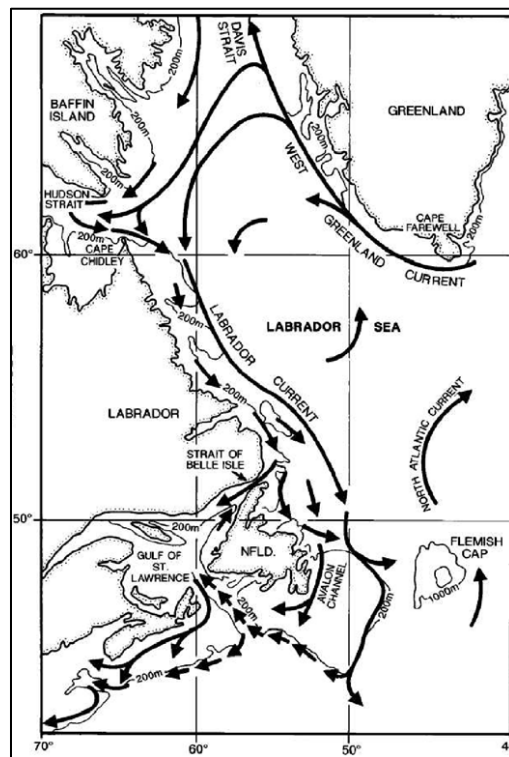 DAVIS
STRAIT
200m
200m
BAFFIN
ISLAND
GREENLAND
200m
WEST
200m
HUDSON
STRAIT
CAPE
FAREWELL
200m
CAPE
CHIDLEY
60°
GREENLAND
CURRENT
200m
LABRADOR
CURRENT
LABRADOR SEA
200m
LABRADOR
NORTH ATLANTIC CURRENT
STRAIT OF
BELLE ISLE
50°
200m
FLEMISH
CAP
GULF OF
ST.
LAWRENCE
NFLD.
AVALON
CHANNEL
200m
1000m
200m
70°
60°
50°
40°